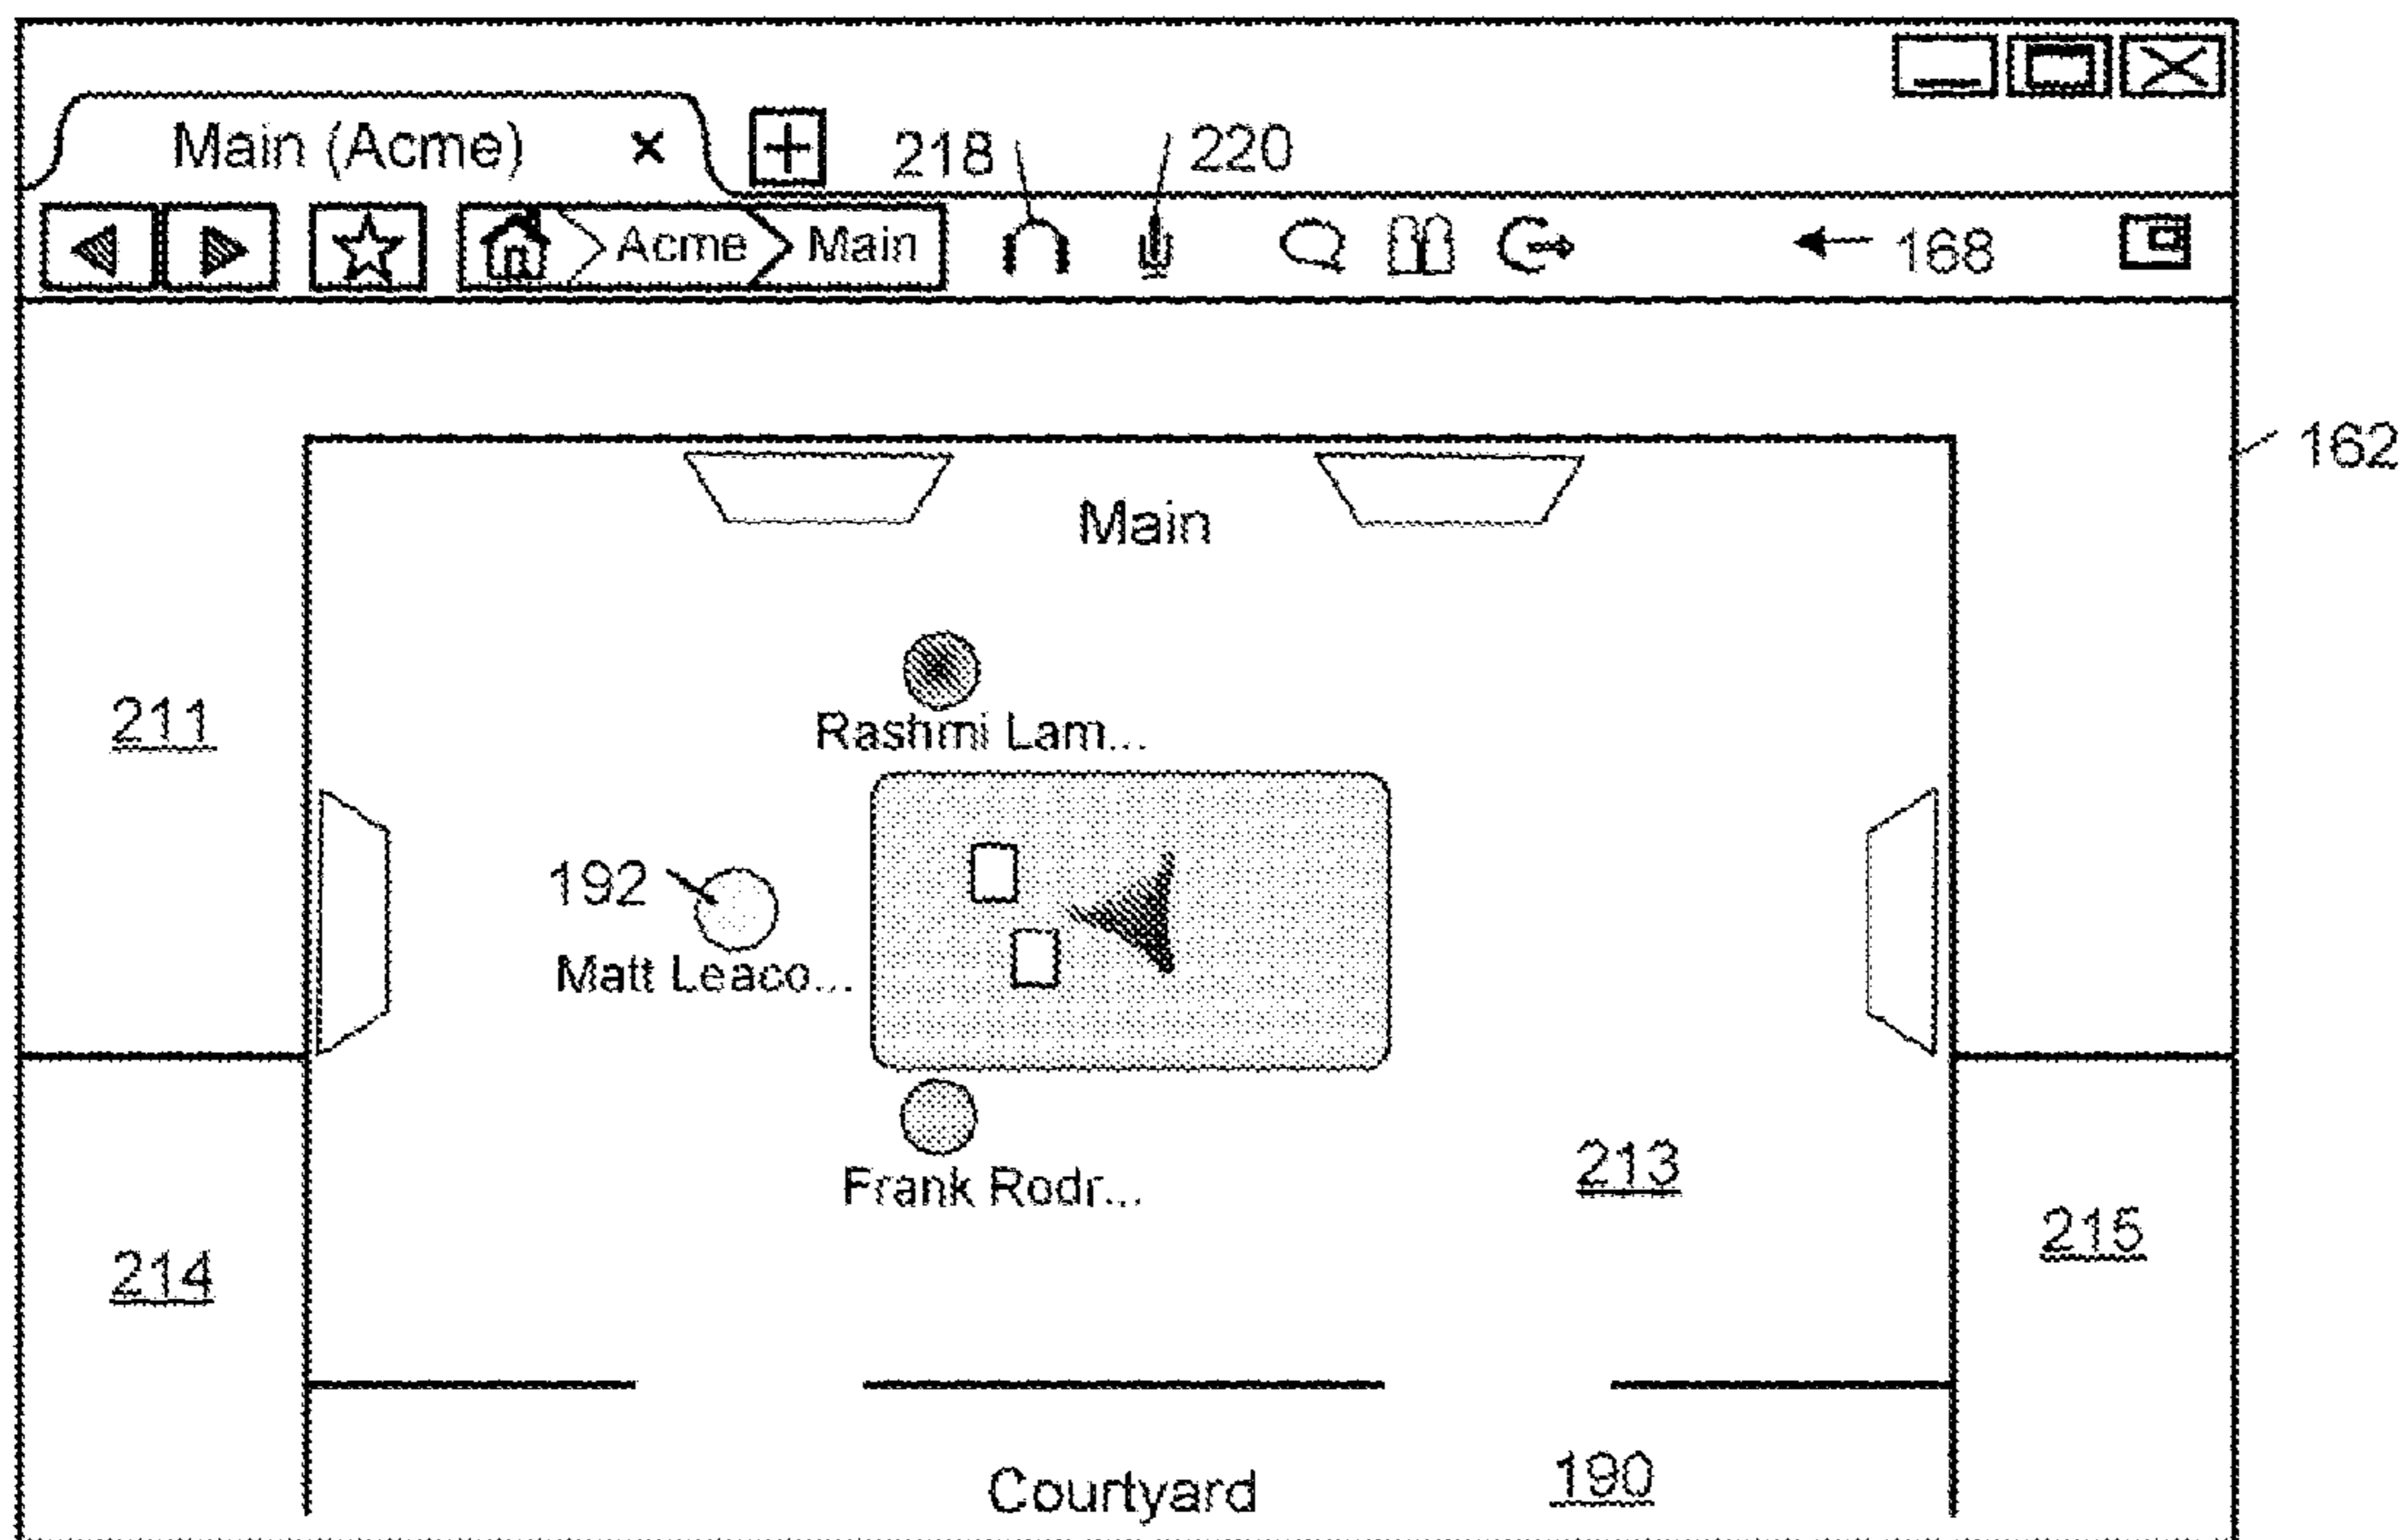 Main (Acme) x
218 220
Acme Main
168
162
Main
211
Rashmi Lam...
192
Matt Leaco...
Frank Rodr...
213
215
214
Courtyard
190